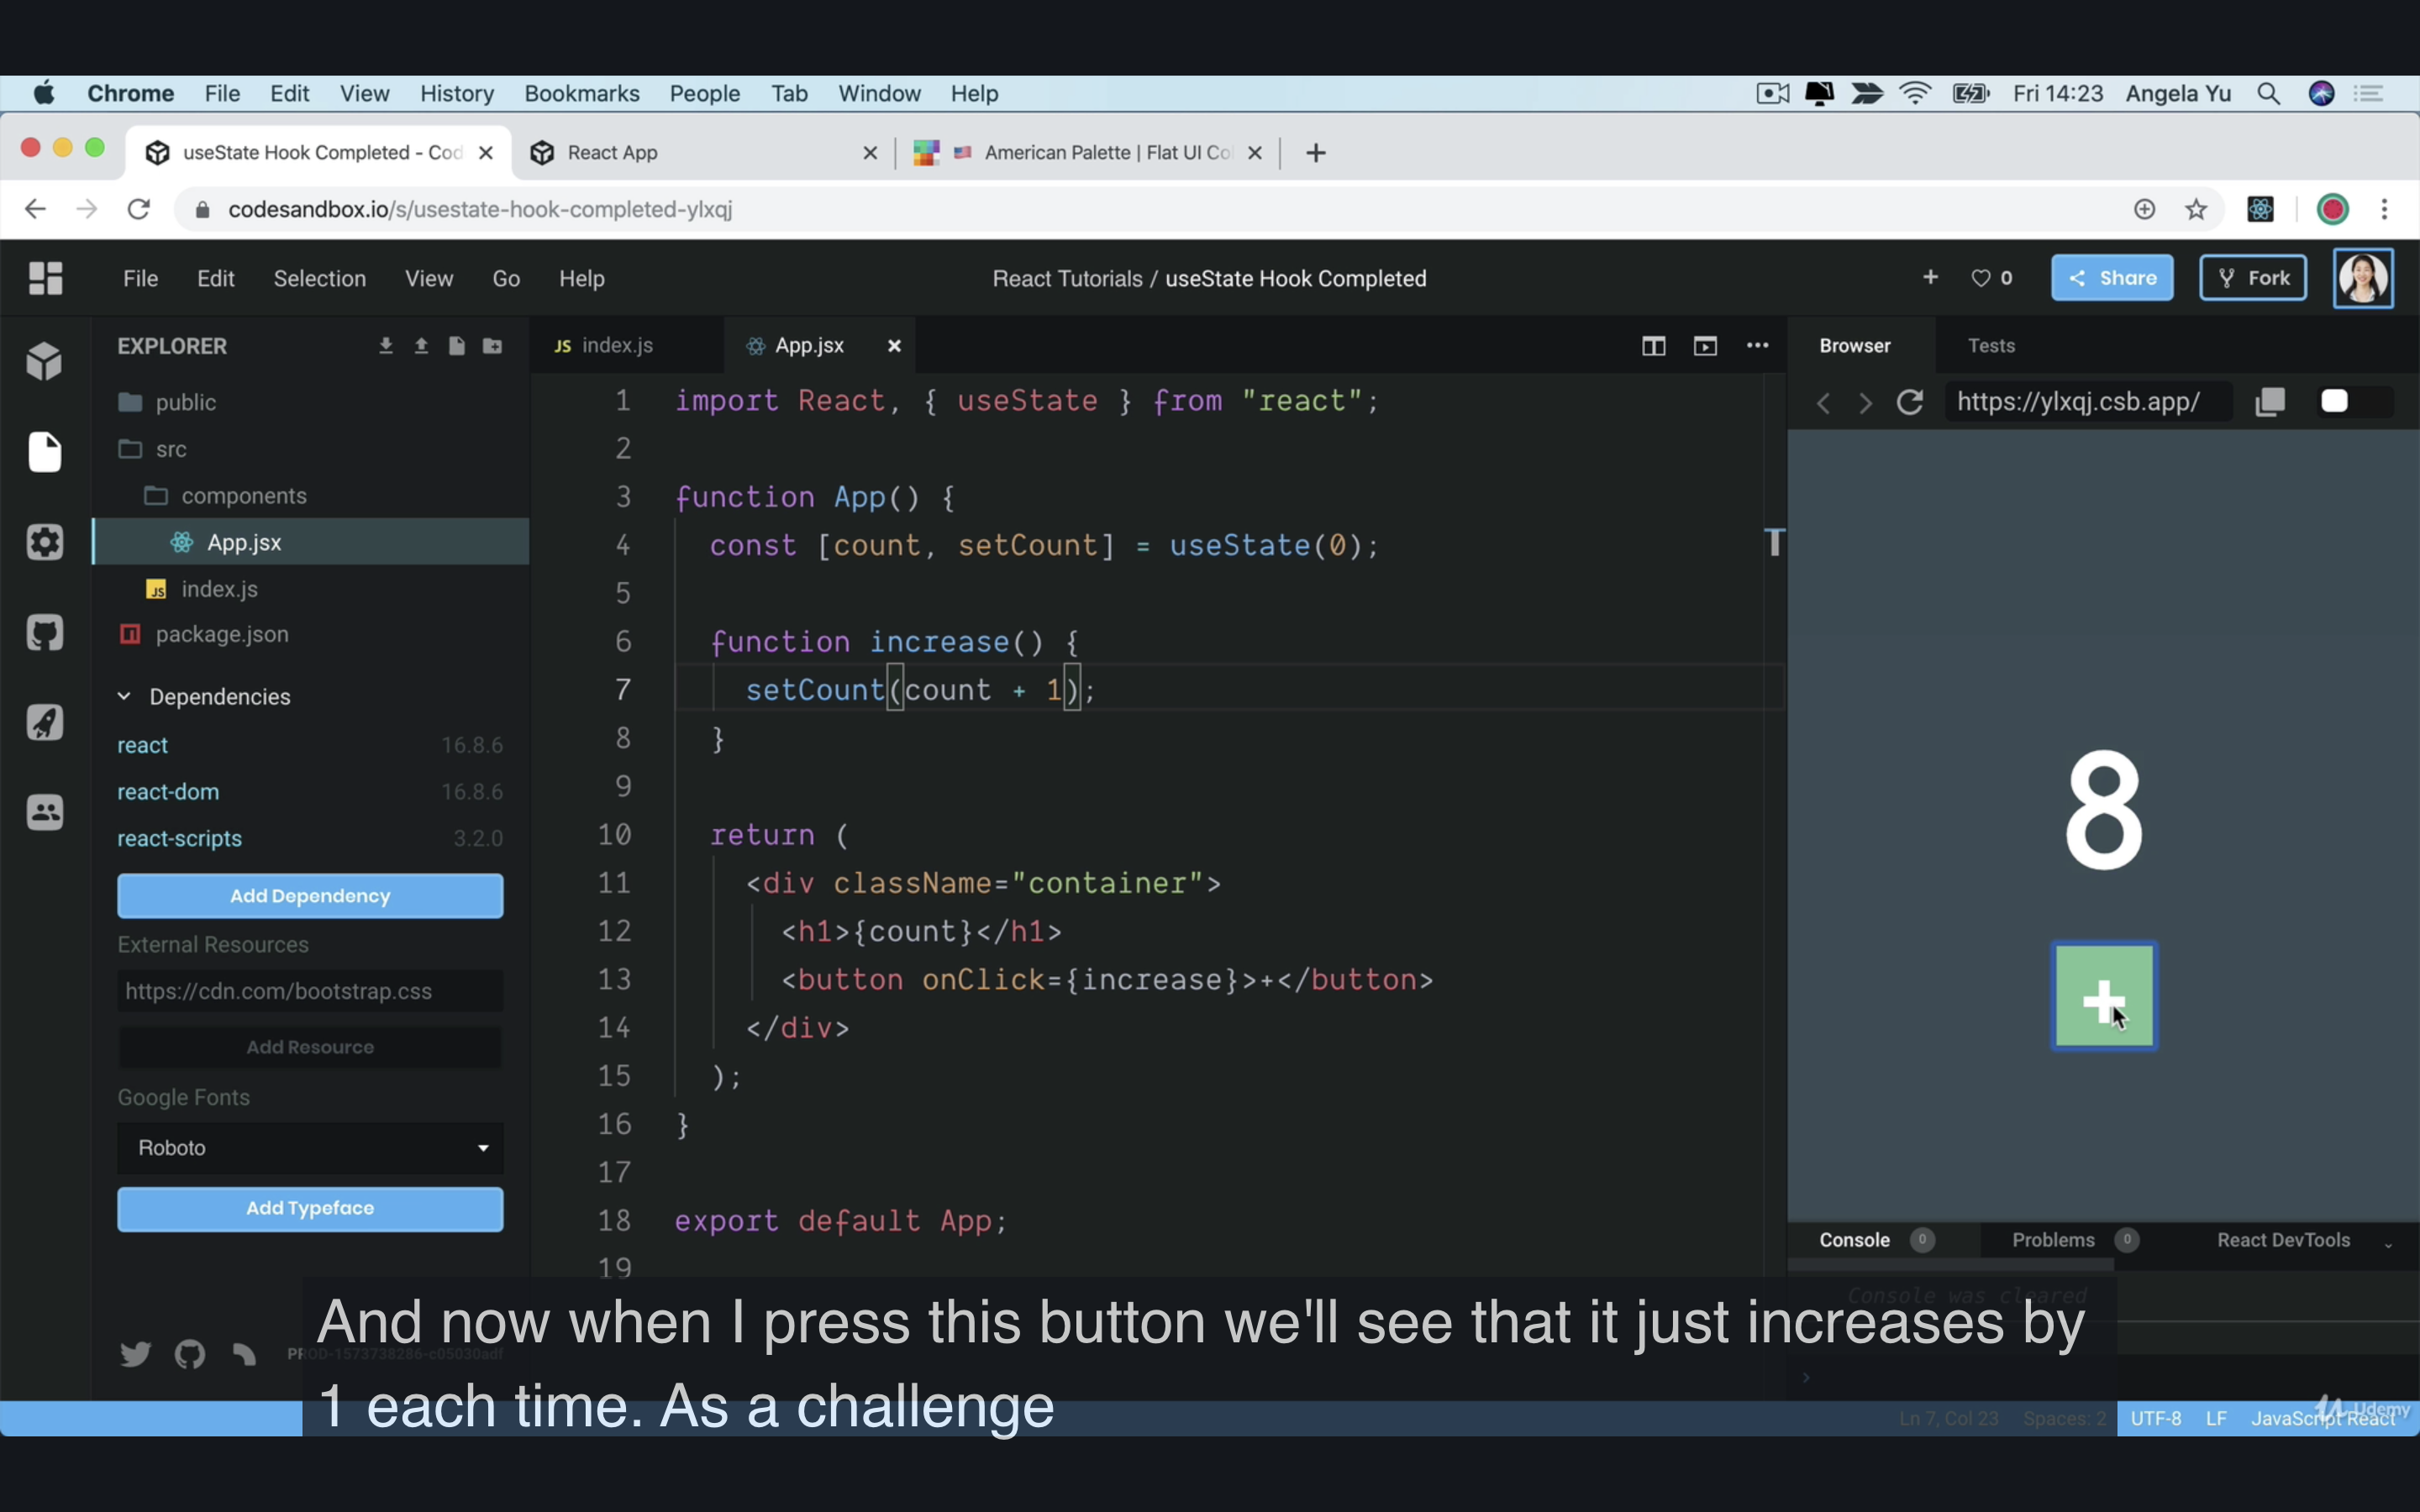 Chrome File Edit View History Bookmarks People Tab Window Help Fri 14:23 Angela Yu
useState Hook Completed - Cod React App American Palette | Flat UI Co
codesandbox.io/s/usestate-hook-completed-ylxqj
File Edit Selection View Go Help React Tutorials / useState Hook Completed + 0 Share Fork
EXPLORER
public
src
components
App.jsx
JS index.js
package.json
Dependencies
react 16.8.6
react-dom 16.8.6
react-scripts 3.2.0
Add Dependency
External Resources
https://cdn.com/bootstrap.css
Add Resource
Google Fonts
Roboto
Add Typeface
PROD-1573738286-c05030adf
JS index.js App.jsx
1 import React, { useState } from "react";
2
3 function App() {
4 const [count, setCount] = useState(0);
5
6 function increase() {
7 setCount(count + 1);
8 }
9
10 return (
11 <div className="container">
12 <h1>{count}</h1>
13 <button onClick={increase}>+</button>
14 </div>
15 );
16 }
17
18 export default App;
19
Browser Tests
https://ylxqj.csb.app/
8
+
Console 0 Problems 0 React DevTools
Console was cleared
And now when I press this button we'll see that it just increases by
1 each time. As a challenge
Ln 7, Col 23 Spaces: 2 UTF-8 LF JavaScript React
Udemy